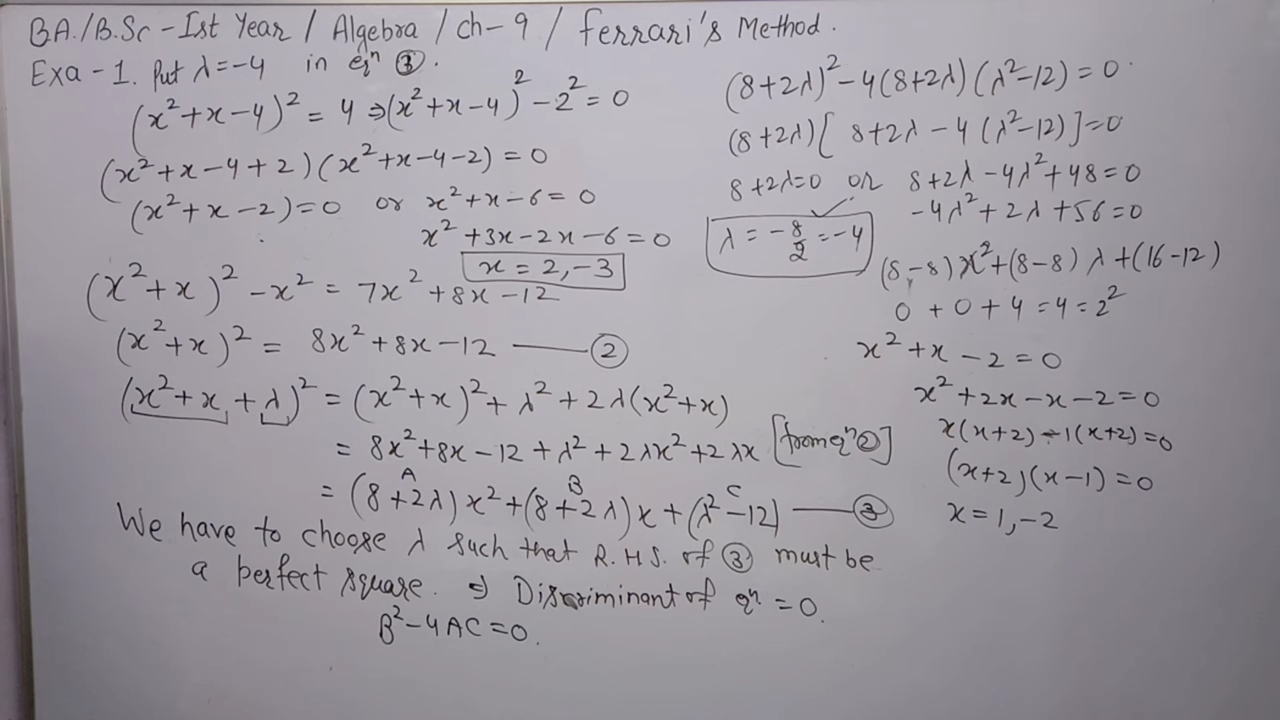 BA./B.Sc - Ist Year / Algebra / ch-9 / Ferrari's Method.
Exa - 1. Put λ=-4 in eqⁿ ③.
(x²+x-4)² = 4 ⇒ (x²+x-4)² - 2² = 0
(x²+x-4+2)(x²+x-4-2) = 0
(x²+x-2)=0 or x²+x-6=0
x²+3x-2x-6=0
x = 2, -3
(x²+x)² - x² = 7x²+8x-12
(x²+x)² = 8x²+8x-12 —— ②
(x²+x+λ)² = (x²+x)²+λ²+2λ(x²+x)
= 8x²+8x-12+λ²+2λx²+2λx [from eqⁿ②]
A B C
= (8+2λ)x²+(8+2λ)x+(λ²-12) —— ③
We have to choose λ such that R.H.S. of ③ must be
a perfect square. ⇒ Discriminant of eqⁿ = 0.
B²-4AC=0.
(8+2λ)²-4(8+2λ)(λ²-12)=0
(8+2λ)[8+2λ-4(λ²-12)]=0
8+2λ=0 or 8+2λ-4λ²+48=0
-4λ²+2λ+56=0
λ = -8/2 = -4
(8-8)x²+(8-8)λ+(16-12)
0+0+4=4=2²
x²+x-2=0
x²+2x-x-2=0
x(x+2)-1(x+2)=0
(x+2)(x-1)=0
x=1,-2